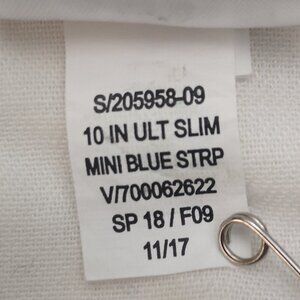 S/205958-09
10 IN ULT SLIM
MINI BLUE STRP
V/700062622
SP 18 / F09
11/17